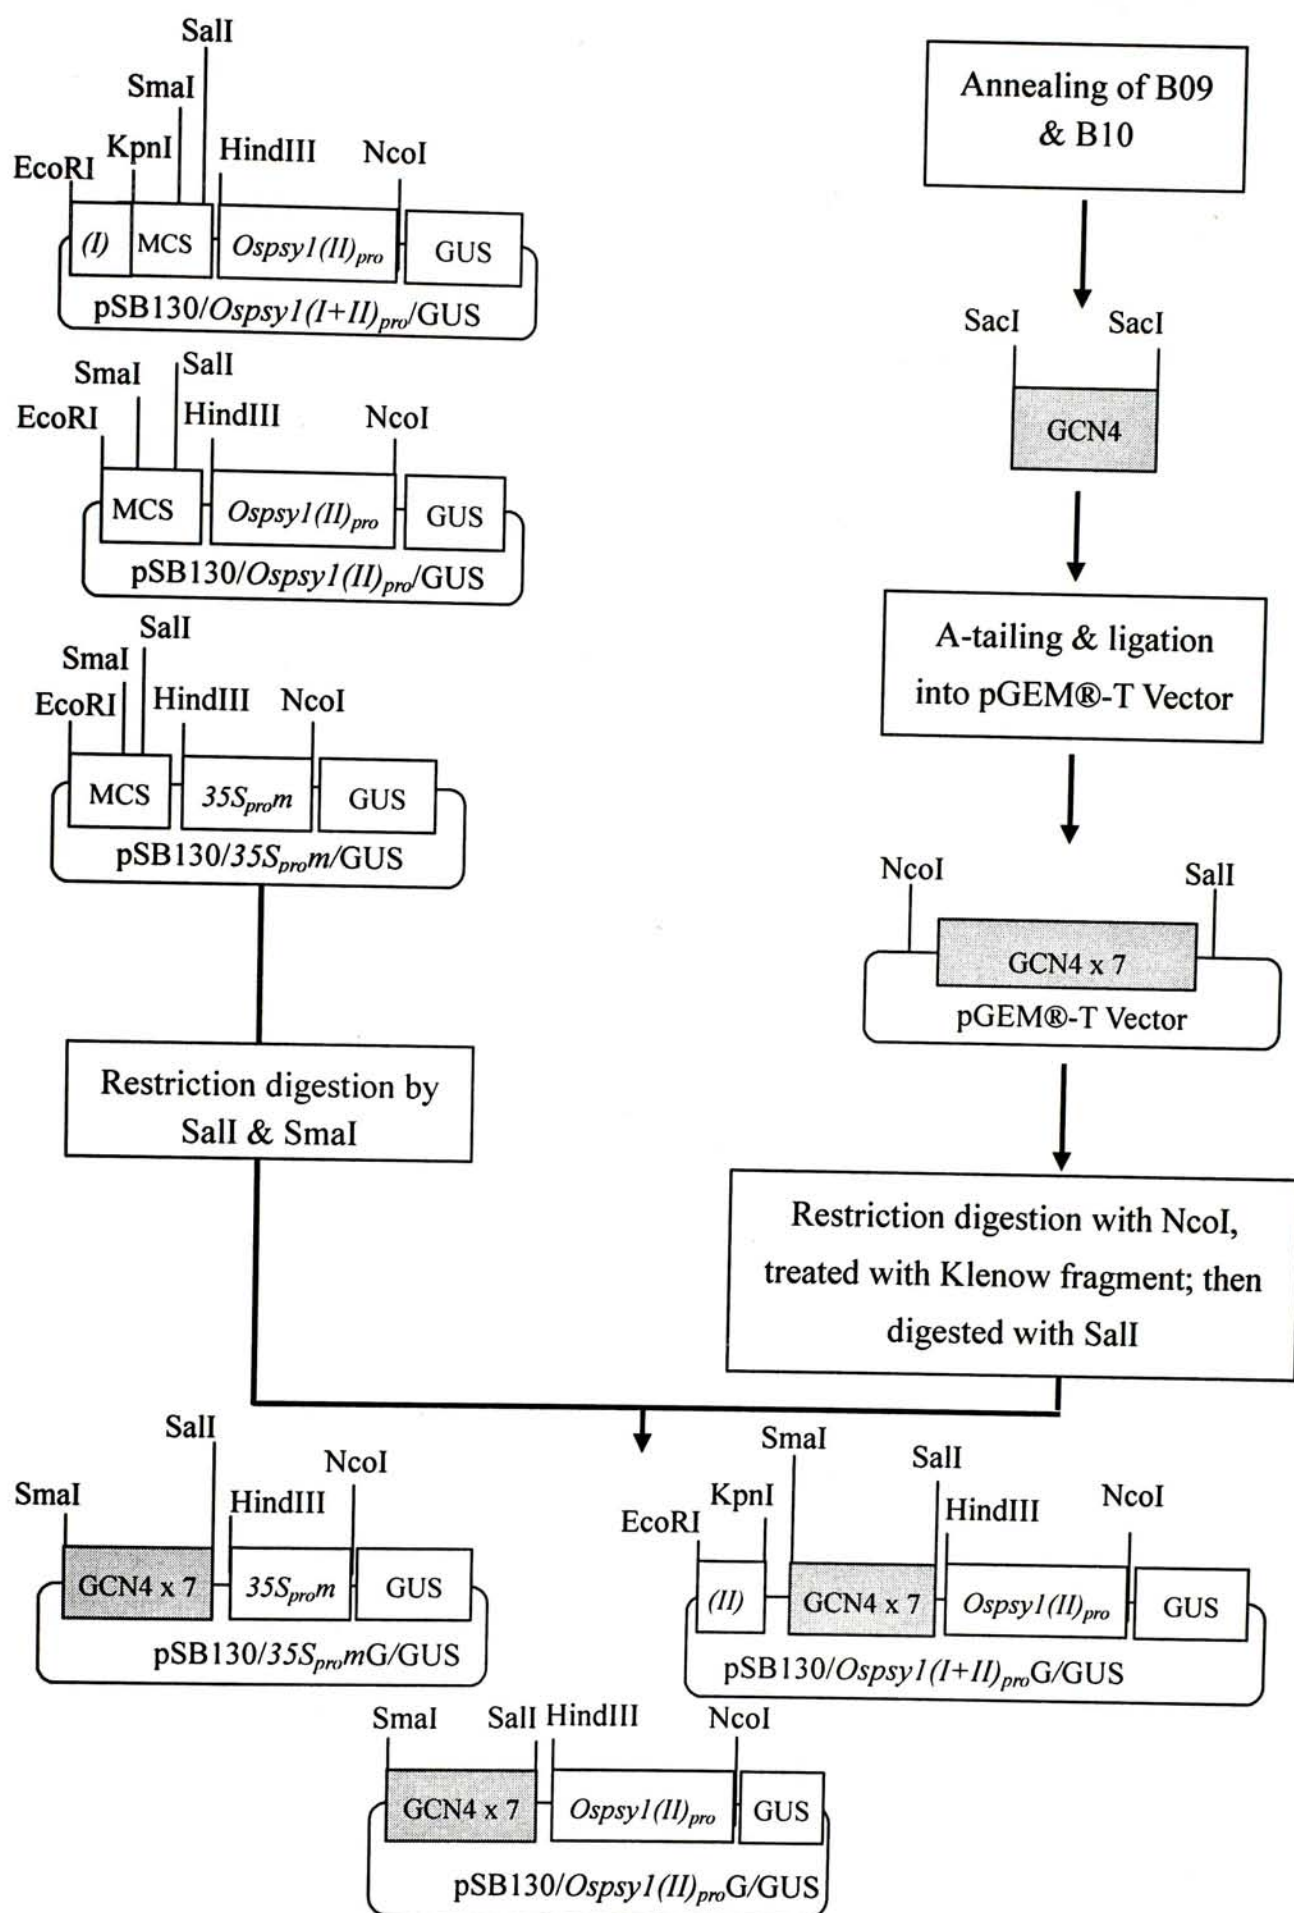 SalI
SmaI
KpnI HindIII NcoI
EcoRI
(I) MCS Ospsy1(II)pro GUS
pSB130/Ospsy1(I+II)pro/GUS
SmaI SalI
EcoRI HindIII NcoI
MCS Ospsy1(II)pro GUS
pSB130/Ospsy1(II)pro/GUS
SalI
SmaI
EcoRI HindIII NcoI
MCS 35Sprom GUS
pSB130/35Sprom/GUS
Restriction digestion by
SalI & SmaI
Annealing of B09
& B10
SacI SacI
GCN4
A-tailing & ligation
into pGEM®-T Vector
NcoI SalI
GCN4 x 7
pGEM®-T Vector
Restriction digestion with NcoI,
treated with Klenow fragment; then
digested with SalI
SalI
NcoI
SmaI HindIII
GCN4 x 7 35Sprom GUS
pSB130/35SpromG/GUS
SmaI SalI
KpnI HindIII NcoI
EcoRI
(II) GCN4 x 7 Ospsy1(II)pro GUS
pSB130/Ospsy1(I+II)proG/GUS
SmaI SalI HindIII NcoI
GCN4 x 7 Ospsy1(II)pro GUS
pSB130/Ospsy1(II)proG/GUS